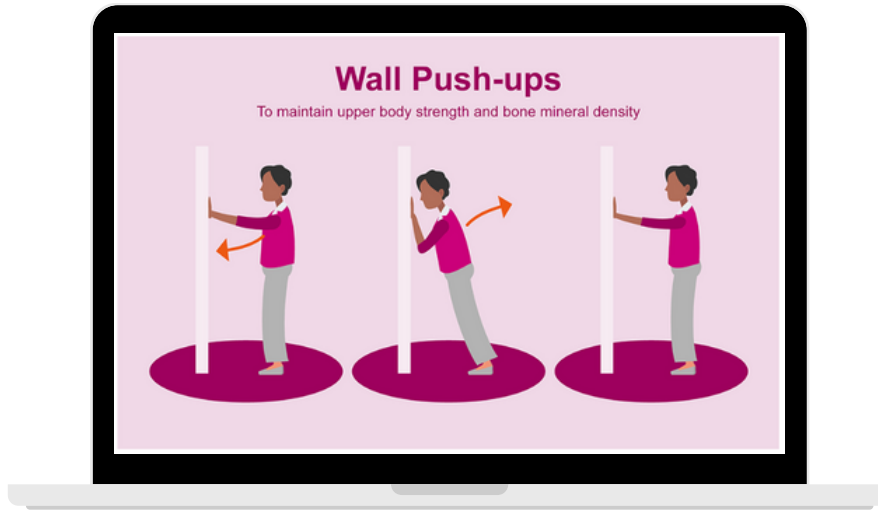 Wall Push-ups
To maintain upper body strength and bone mineral density